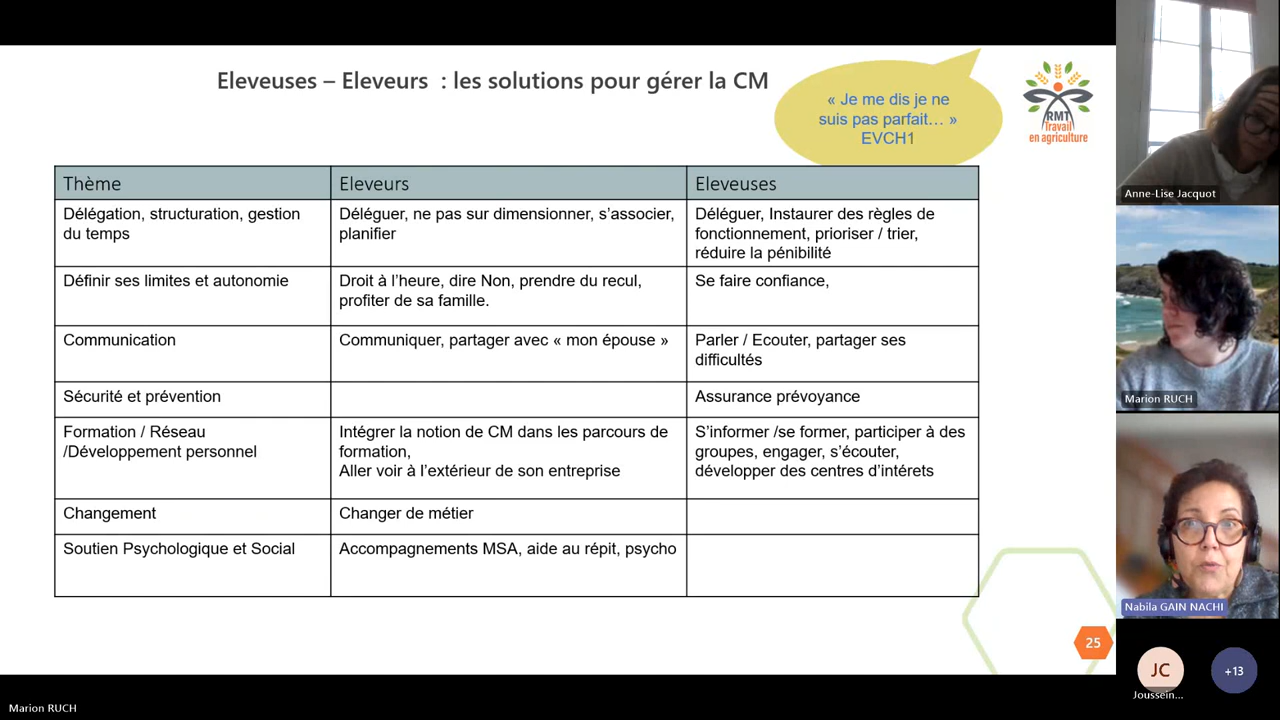 Eleveuses – Eleveurs : les solutions pour gérer la CM
« Je me dis je ne
suis pas parfait… »
EVCH1
RMT
Travail
en agriculture
Thème
Eleveurs
Eleveuses
Délégation, structuration, gestion
du temps
Déléguer, ne pas sur dimensionner, s’associer,
planifier
Déléguer, Instaurer des règles de
fonctionnement, prioriser / trier,
réduire la pénibilité
Définir ses limites et autonomie
Droit à l’heure, dire Non, prendre du recul,
profiter de sa famille.
Se faire confiance,
Communication
Communiquer, partager avec « mon épouse »
Parler / Ecouter, partager ses
difficultés
Sécurité et prévention
Assurance prévoyance
Formation / Réseau
/Développement personnel
Intégrer la notion de CM dans les parcours de
formation,
Aller voir à l’extérieur de son entreprise
S’informer /se former, participer à des
groupes, engager, s’écouter,
développer des centres d’intérets
Changement
Changer de métier
Soutien Psychologique et Social
Accompagnements MSA, aide au répit, psycho
25
Anne-Lise Jacquot
Marion RUCH
Nabila GAIN NACHI
JC
Joussein...
+13
Marion RUCH